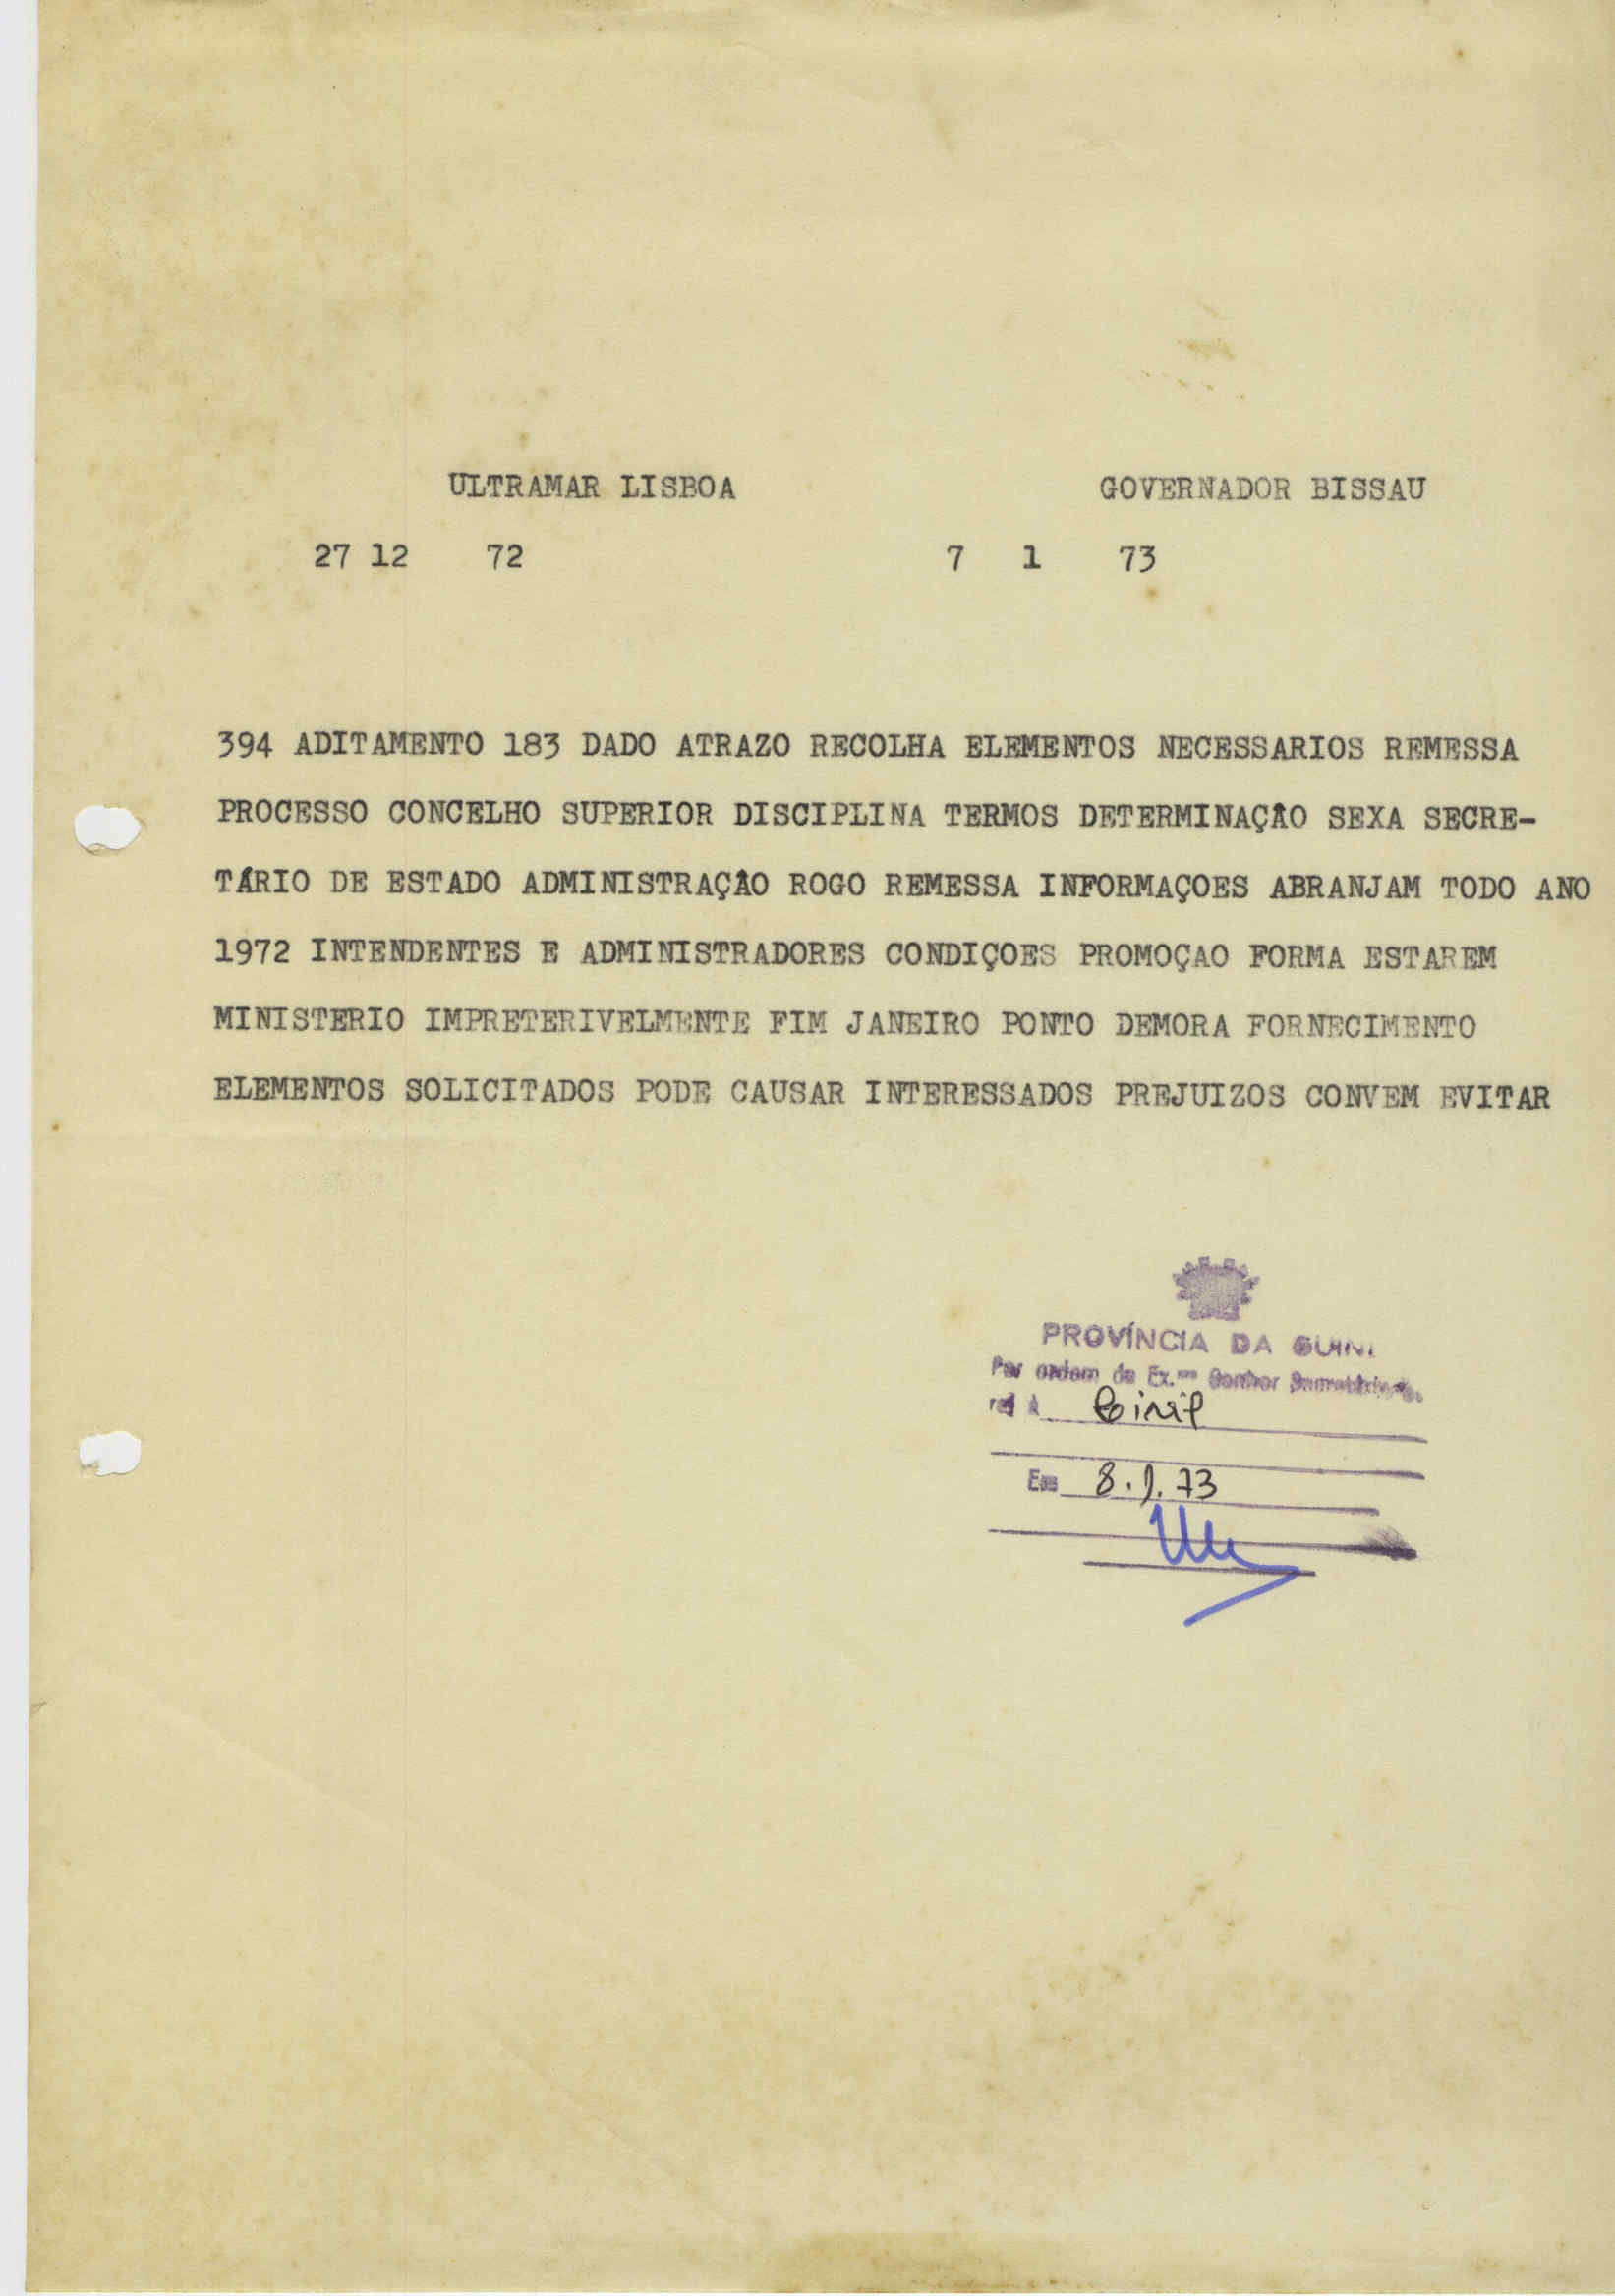 ULTRAMAR LISBOA GOVERNADOR BISSAU
27 12 72 7 1 73
394 ADITAMENTO 183 DADO ATRAZO RECOLHA ELEMENTOS NECESSARIOS REMESSA
PROCESSO CONCELHO SUPERIOR DISCIPLINA TERMOS DETERMINAÇÃO SEXA SECRE-
TÁRIO DE ESTADO ADMINISTRAÇÃO ROGO REMESSA INFORMAÇOES ABRANJAM TODO ANO
1972 INTENDENTES E ADMINISTRADORES CONDIÇOES PROMOÇAO FORMA ESTAREM
MINISTERIO IMPRETERIVELMENTE FIM JANEIRO PONTO DEMORA FORNECIMENTO
ELEMENTOS SOLICITADOS PODE CAUSAR INTERESSADOS PREJUIZOS CONVEM EVITAR
PROVÍNCIA DA
Por ordem de Ex.mo Senhor
Civil
Em 8.1.73